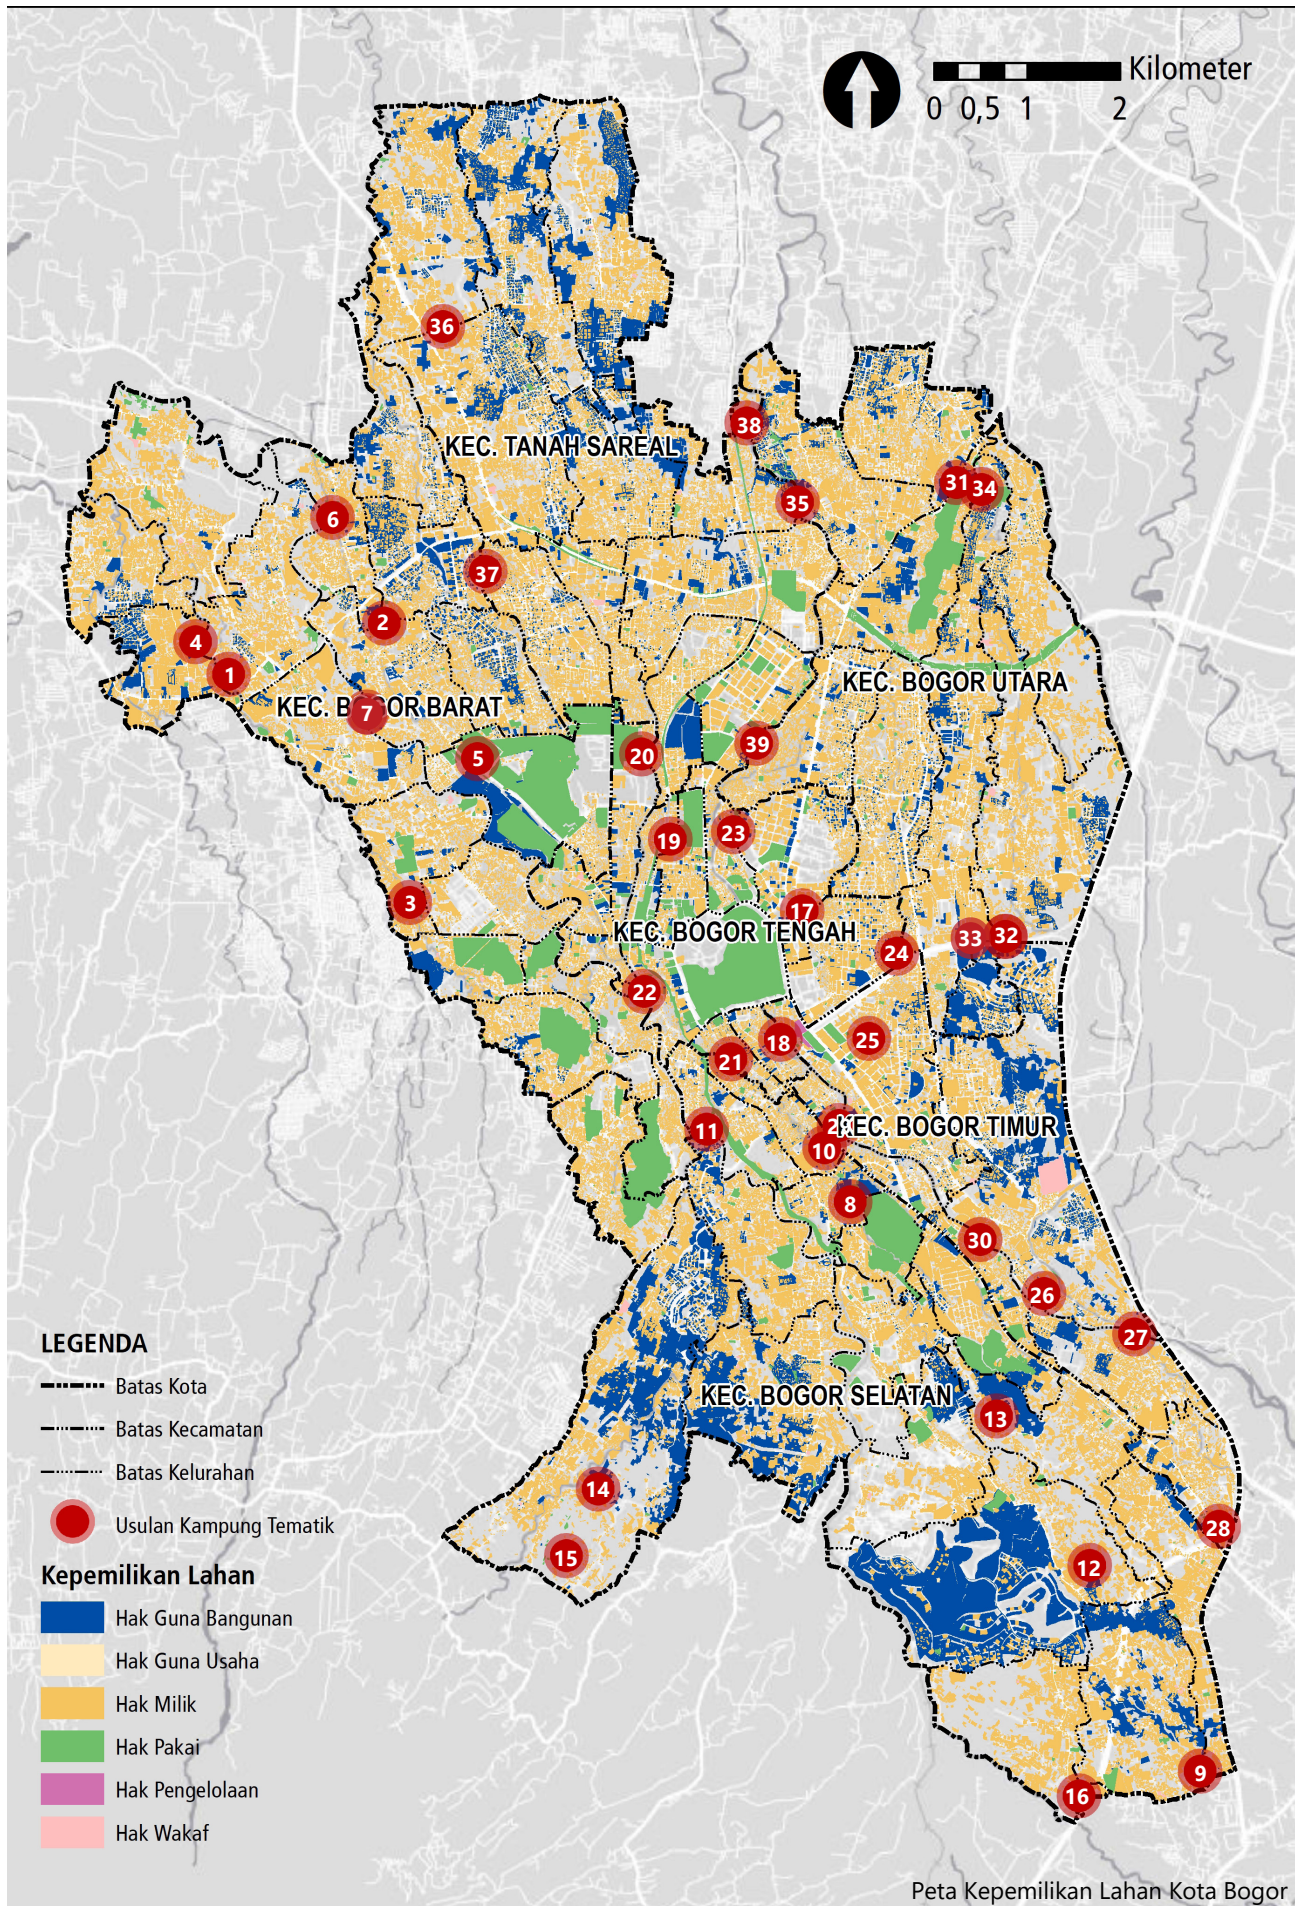 Kilometer
0 0,5 1 2
36
38
KEC. TANAH SAREAL
31
34
35
6
37
2
4
1
KEC. BOGOR UTARA
KEC. BOGOR BARAT
7
39
20
5
23
19
3
17
KEC. BOGOR TENGAH
33
32
24
22
18
25
21
2
KEC. BOGOR TIMUR
11
10
8
30
26
27
KEC. BOGOR SELATAN
13
14
28
15
12
9
16
LEGENDA
Batas Kota
Batas Kecamatan
Batas Kelurahan
Usulan Kampung Tematik
Kepemilikan Lahan
Hak Guna Bangunan
Hak Guna Usaha
Hak Milik
Hak Pakai
Hak Pengelolaan
Hak Wakaf
Peta Kepemilikan Lahan Kota Bogor